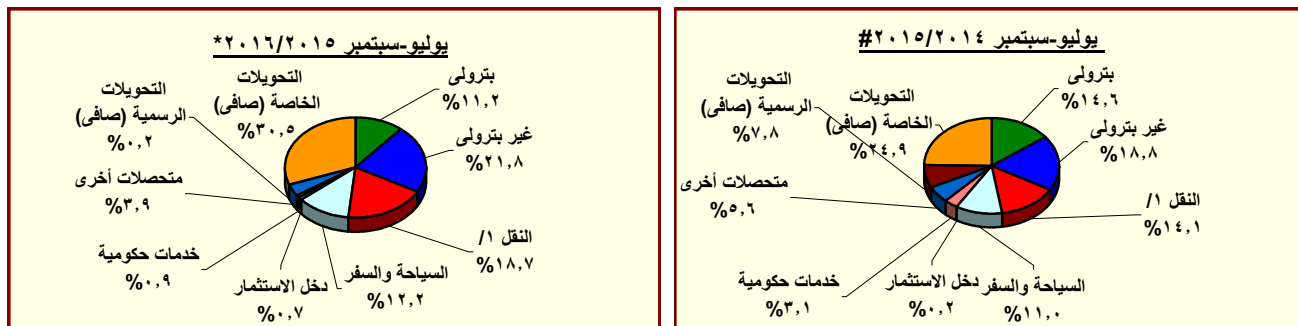 يوليو-سبتمبر ٢٠١٥/٢٠١٤#
بترولى
%١٤,٦
غير بترولى
%١٨,٨
النقل ١/
%١٤,١
السياحة والسفر
%١١,٠
دخل الاستثمار
%٠,٢
خدمات حكومية
%٣,١
متحصلات أخرى
%٥,٦
التحويلات
الرسمية (صافى)
%٧,٨
التحويلات
الخاصة (صافى)
%٢٤,٩
يوليو-سبتمبر ٢٠١٦/٢٠١٥*
بترولى
%١١,٢
غير بترولى
%٢١,٨
النقل ١/
%١٨,٧
السياحة والسفر
%١٢,٢
دخل الاستثمار
%٠,٧
خدمات حكومية
%٠,٩
متحصلات أخرى
%٣,٩
التحويلات
الرسمية (صافى)
%٠,٢
التحويلات
الخاصة (صافى)
%٣٠,٥